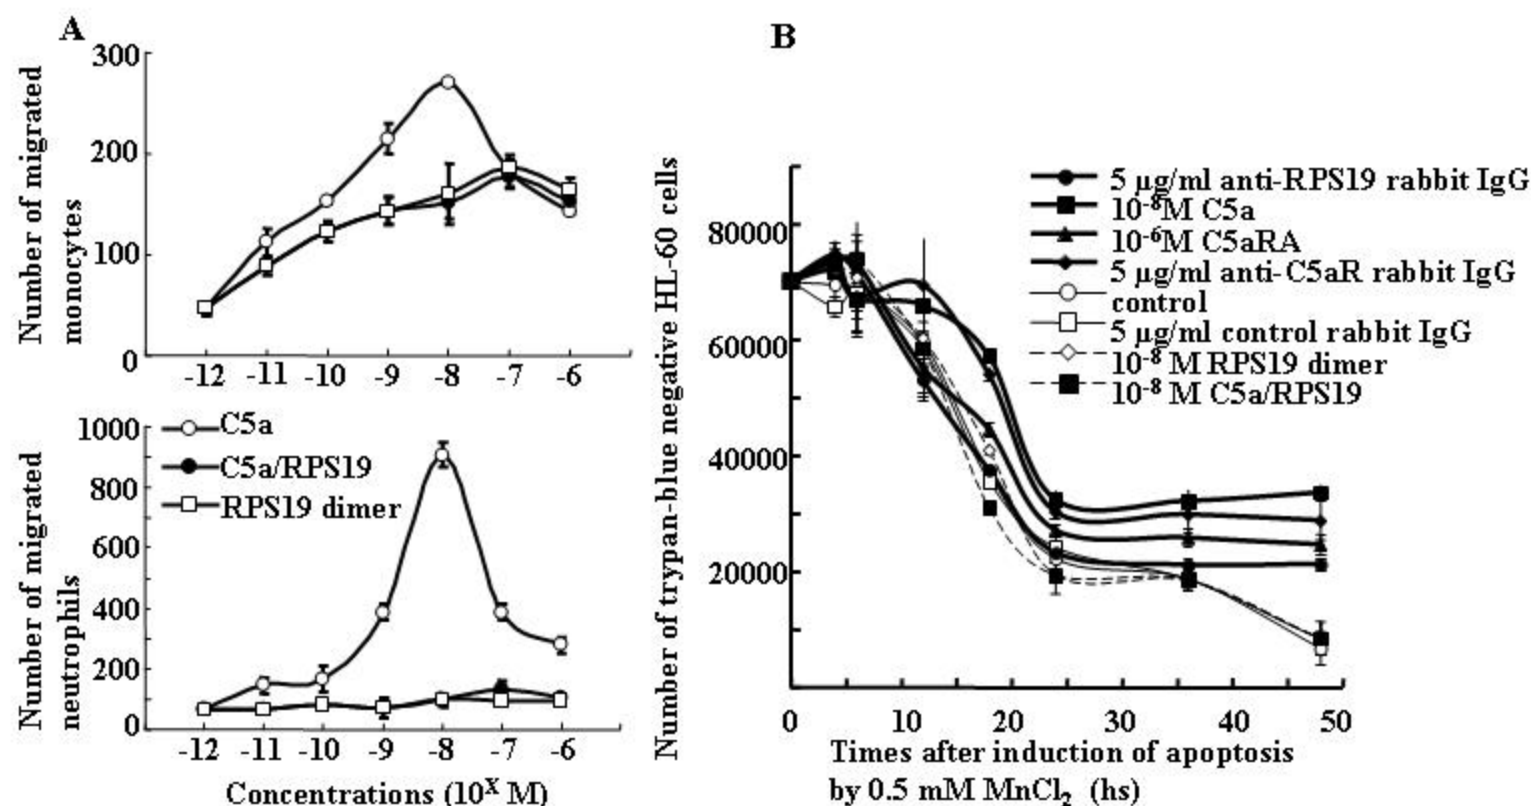 A
Number of migrated
monocytes
300
200
100
0
-12 -11 -10 -9 -8 -7 -6
Number of migrated
neutrophils
1000
800
600
400
200
0
C5a
C5a/RPS19
RPS19 dimer
-12 -11 -10 -9 -8 -7 -6
Concentrations (10^X M)
B
Number of trypan-blue negative HL-60 cells
80000
60000
40000
20000
5 µg/ml anti-RPS19 rabbit IgG
10⁻⁸M C5a
10⁻⁶M C5aRA
5 µg/ml anti-C5aR rabbit IgG
control
5 µg/ml control rabbit IgG
10⁻⁸ M RPS19 dimer
10⁻⁸ M C5a/RPS19
0 10 20 30 40 50
Times after induction of apoptosis
by 0.5 mM MnCl₂ (hs)